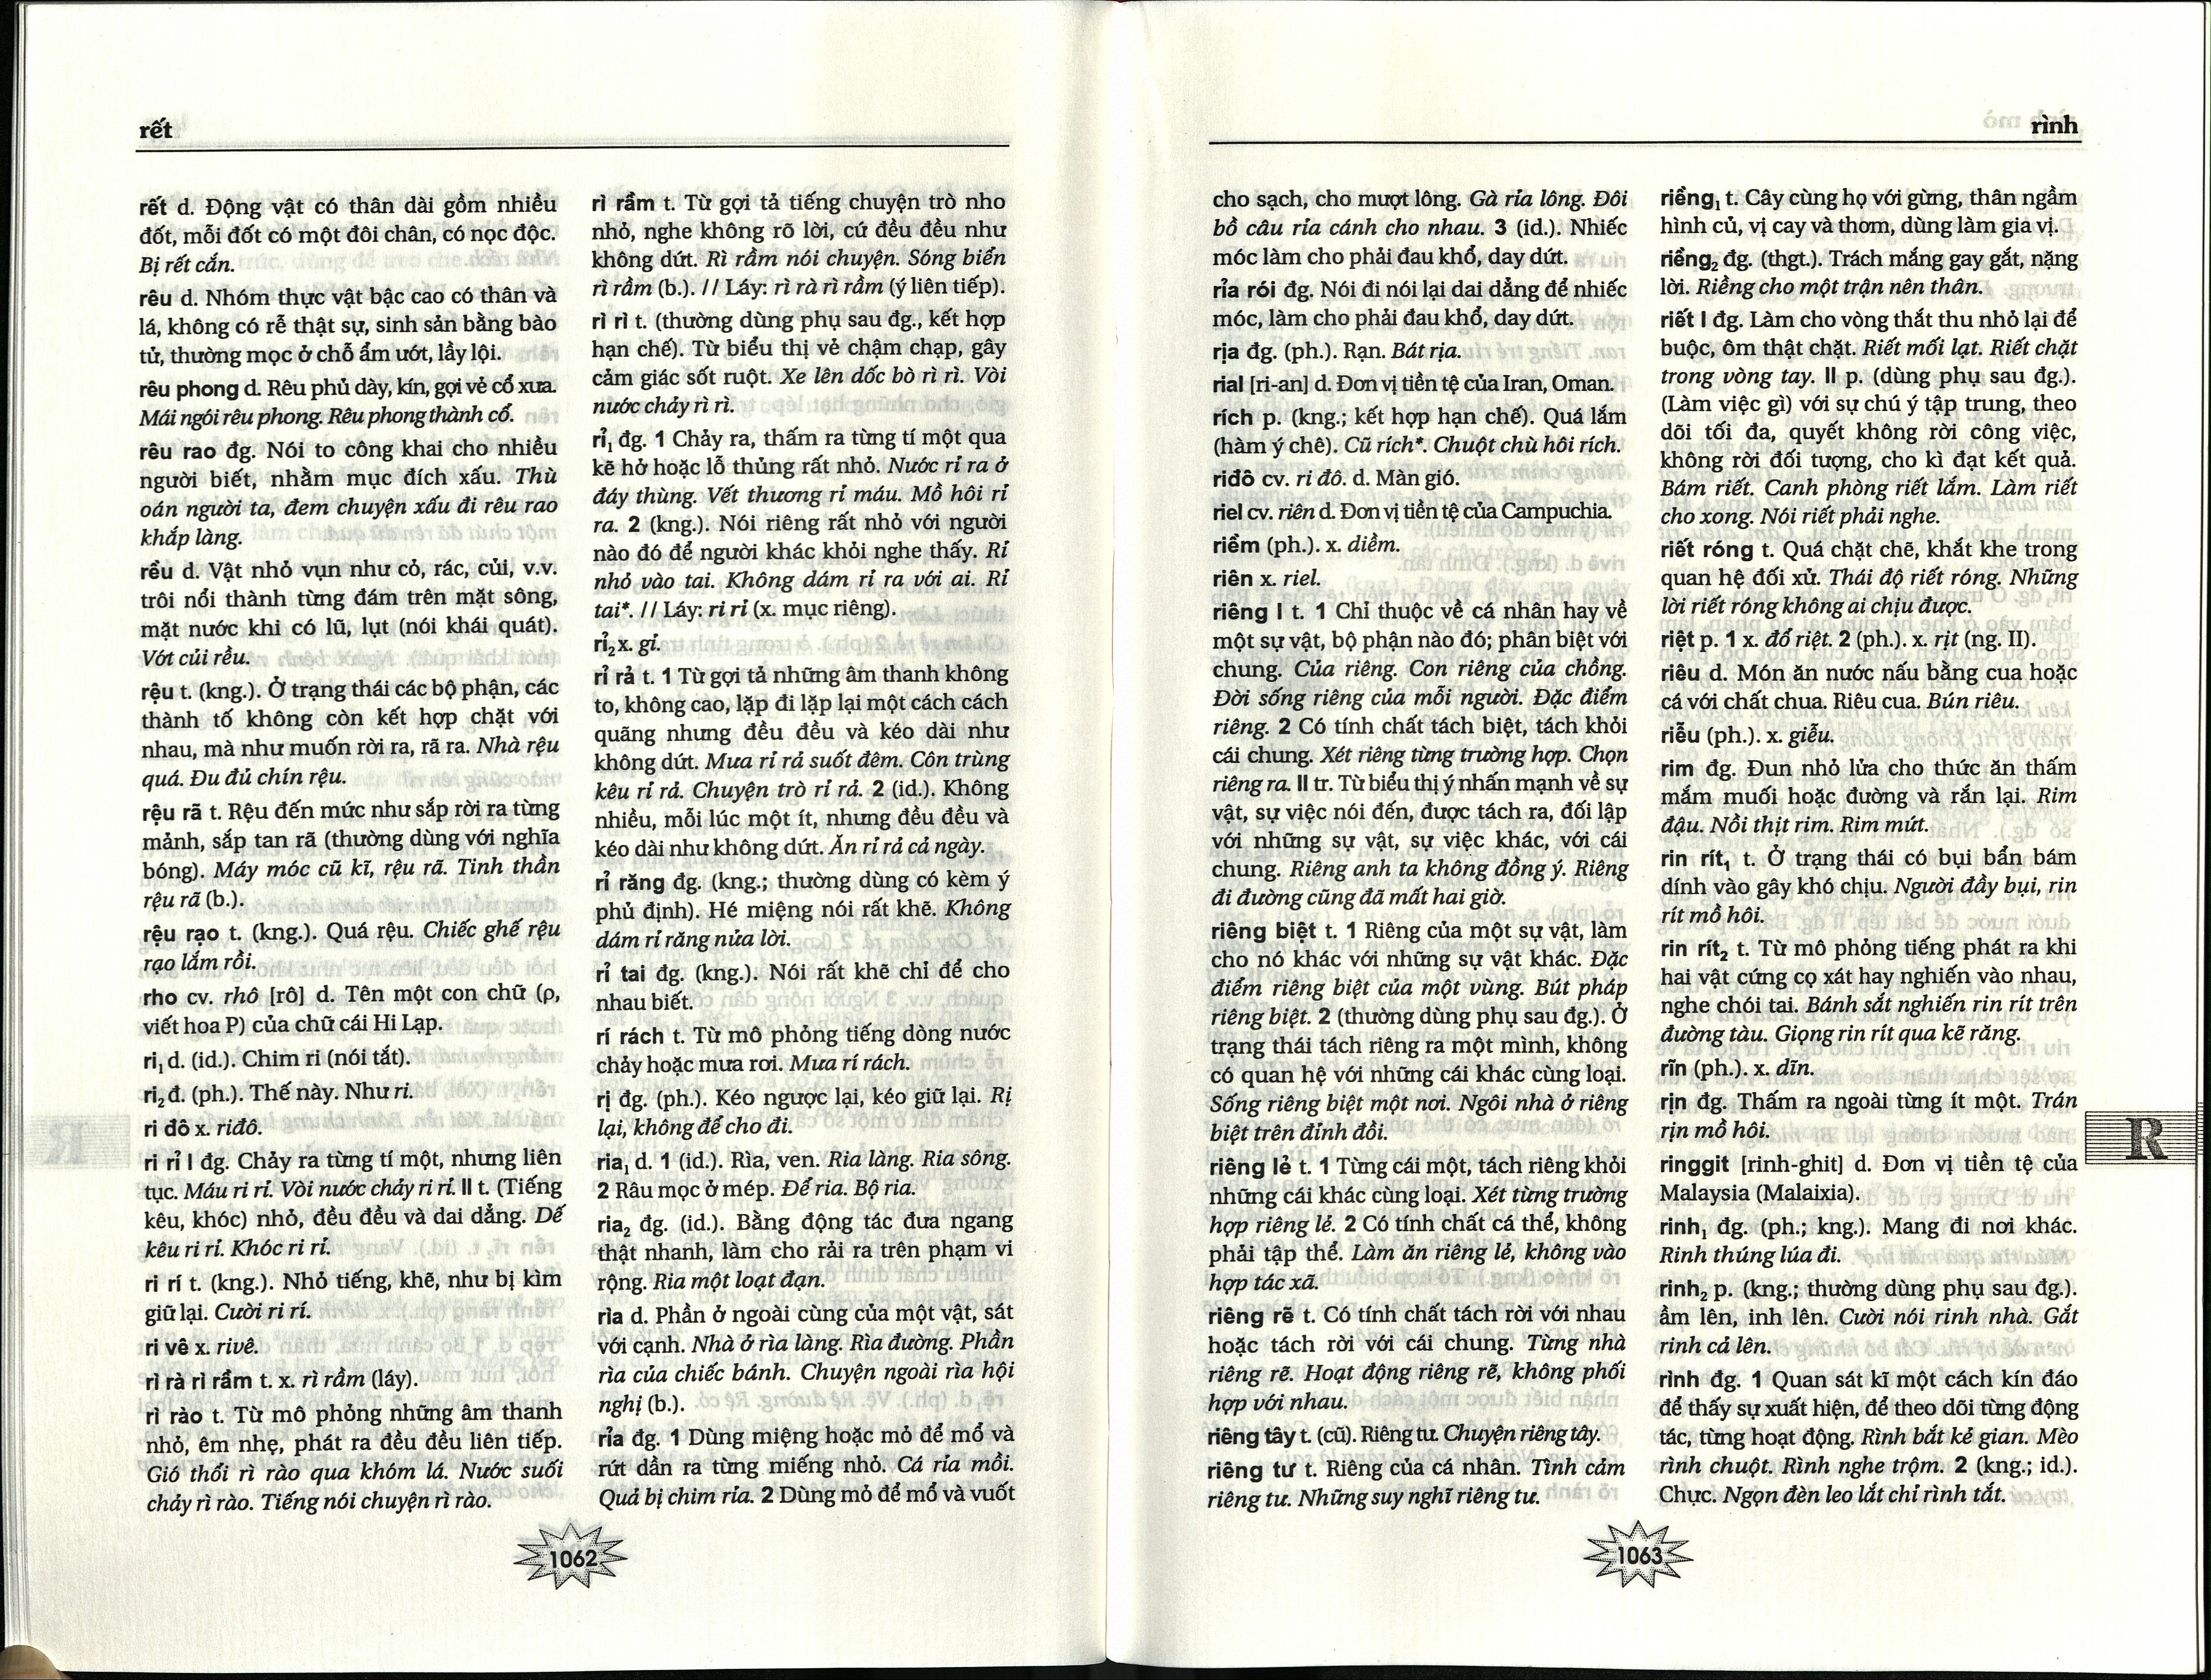 rết
rết d. Động vật có thân dài gồm nhiều
đốt, mỗi đốt có một đôi chân, có nọc độc.
Bị rết cắn.
rêu d. Nhóm thực vật bậc cao có thân và
lá, không có rễ thật sự, sinh sản bằng bào
tử, thường mọc ở chỗ ẩm ướt, lầy lội.
rêu phong d. Rêu phủ dày, kín, gợi vẻ cổ xưa.
Mái ngói rêu phong. Rêu phong thành cổ.
rêu rao đg. Nói to công khai cho nhiều
người biết, nhằm mục đích xấu. Thù
oán người ta, đem chuyện xấu đi rêu rao
khắp làng.
rều d. Vật nhỏ vụn như cỏ, rác, củi, v.v.
trôi nổi thành từng đám trên mặt sông,
mặt nước khi có lũ, lụt (nói khái quát).
Vớt củi rều.
rệu t. (kng.). Ở trạng thái các bộ phận, các
thành tố không còn kết hợp chặt với
nhau, mà như muốn rời ra, rã ra. Nhà rệu
quá. Đu đủ chín rệu.
rệu rã t. Rệu đến mức như sắp rời ra từng
mảnh, sắp tan rã (thường dùng với nghĩa
bóng). Máy móc cũ kĩ, rệu rã. Tinh thần
rệu rã (b.).
rệu rạo t. (kng.). Quá rệu. Chiếc ghế rệu
rạo lắm rồi.
rho cv. rhô [rô] d. Tên một con chữ (ρ,
viết hoa P) của chữ cái Hi Lạp.
ri₁ d. (id.). Chim ri (nói tắt).
ri₂ đ. (ph.). Thế này. Như ri.
ri đô x. riđô.
ri rỉ I đg. Chảy ra từng tí một, nhưng liên
tục. Máu ri rỉ. Vòi nước chảy ri rỉ. II t. (Tiếng
kêu, khóc) nhỏ, đều đều và dai dẳng. Dế
kêu ri rỉ. Khóc ri rỉ.
ri rí t. (kng.). Nhỏ tiếng, khẽ, như bị kìm
giữ lại. Cười ri rí.
ri vê x. rivê.
rì rà rì rầm t. x. rì rầm (láy).
rì rào t. Từ mô phỏng những âm thanh
nhỏ, êm nhẹ, phát ra đều đều liên tiếp.
Gió thổi rì rào qua khóm lá. Nước suối
chảy rì rào. Tiếng nói chuyện rì rào.
rì rầm t. Từ gợi tả tiếng chuyện trò nho
nhỏ, nghe không rõ lời, cứ đều đều như
không dứt. Rì rầm nói chuyện. Sóng biển
rì rầm (b.). // Láy: rì rà rì rầm (ý liên tiếp).
rì rì t. (thường dùng phụ sau đg., kết hợp
hạn chế). Từ biểu thị vẻ chậm chạp, gây
cảm giác sốt ruột. Xe lên dốc bò rì rì. Vòi
nước chảy rì rì.
rỉ₁ đg. 1 Chảy ra, thấm ra từng tí một qua
kẽ hở hoặc lỗ thủng rất nhỏ. Nước rỉ ra ở
đáy thùng. Vết thương rỉ máu. Mồ hôi rỉ
ra. 2 (kng.). Nói riêng rất nhỏ với người
nào đó để người khác khỏi nghe thấy. Rỉ
nhỏ vào tai. Không dám rỉ ra với ai. Rỉ
tai*. // Láy: ri rỉ (x. mục riêng).
rỉ₂ x. gỉ.
rỉ rả t. 1 Từ gợi tả những âm thanh không
to, không cao, lặp đi lặp lại một cách cách
quãng nhưng đều đều và kéo dài như
không dứt. Mưa rỉ rả suốt đêm. Côn trùng
kêu rỉ rả. Chuyện trò rỉ rả. 2 (id.). Không
nhiều, mỗi lúc một ít, nhưng đều đều và
kéo dài như không dứt. Ăn rỉ rả cả ngày.
rỉ răng đg. (kng.; thường dùng có kèm ý
phủ định). Hé miệng nói rất khẽ. Không
dám rỉ răng nửa lời.
rỉ tai đg. (kng.). Nói rất khẽ chỉ để cho
nhau biết.
rí rách t. Từ mô phỏng tiếng dòng nước
chảy hoặc mưa rơi. Mưa rí rách.
rị đg. (ph.). Kéo ngược lại, kéo giữ lại. Rị
lại, không để cho đi.
ria₁ d. 1 (id.). Rìa, ven. Ria làng. Ria sông.
2 Râu mọc ở mép. Để ria. Bộ ria.
ria₂ đg. (id.). Bằng động tác đưa ngang
thật nhanh, làm cho rải ra trên phạm vi
rộng. Ria một loạt đạn.
rìa d. Phần ở ngoài cùng của một vật, sát
với cạnh. Nhà ở rìa làng. Rìa đường. Phần
rìa của chiếc bánh. Chuyện ngoài rìa hội
nghị (b.).
rỉa đg. 1 Dùng miệng hoặc mỏ để mổ và
rứt dần ra từng miếng nhỏ. Cá rỉa mồi.
Quả bị chim rỉa. 2 Dùng mỏ để mổ và vuốt
1062
rình
cho sạch, cho mượt lông. Gà rỉa lông. Đôi
bồ câu rỉa cánh cho nhau. 3 (id.). Nhiếc
móc làm cho phải đau khổ, day dứt.
rỉa rói đg. Nói đi nói lại dai dẳng để nhiếc
móc, làm cho phải đau khổ, day dứt.
rịa đg. (ph.). Rạn. Bát rịa.
rial [ri-an] d. Đơn vị tiền tệ của Iran, Oman.
rích p. (kng.; kết hợp hạn chế). Quá lắm
(hàm ý chê). Cũ rích*. Chuột chù hôi rích.
riđô cv. ri đô. d. Màn gió.
riel cv. riên d. Đơn vị tiền tệ của Campuchia.
riềm (ph.). x. diềm.
riên x. riel.
riêng I t. 1 Chỉ thuộc về cá nhân hay về
một sự vật, bộ phận nào đó; phân biệt với
chung. Của riêng. Con riêng của chồng.
Đời sống riêng của mỗi người. Đặc điểm
riêng. 2 Có tính chất tách biệt, tách khỏi
cái chung. Xét riêng từng trường hợp. Chọn
riêng ra. II tr. Từ biểu thị ý nhấn mạnh về sự
vật, sự việc nói đến, được tách ra, đối lập
với những sự vật, sự việc khác, với cái
chung. Riêng anh ta không đồng ý. Riêng
đi đường cũng đã mất hai giờ.
riêng biệt t. 1 Riêng của một sự vật, làm
cho nó khác với những sự vật khác. Đặc
điểm riêng biệt của một vùng. Bút pháp
riêng biệt. 2 (thường dùng phụ sau đg.). Ở
trạng thái tách riêng ra một mình, không
có quan hệ với những cái khác cùng loại.
Sống riêng biệt một nơi. Ngôi nhà ở riêng
biệt trên đỉnh đồi.
riêng lẻ t. 1 Từng cái một, tách riêng khỏi
những cái khác cùng loại. Xét từng trường
hợp riêng lẻ. 2 Có tính chất cá thể, không
phải tập thể. Làm ăn riêng lẻ, không vào
hợp tác xã.
riêng rẽ t. Có tính chất tách rời với nhau
hoặc tách rời với cái chung. Từng nhà
riêng rẽ. Hoạt động riêng rẽ, không phối
hợp với nhau.
riêng tây t. (cũ). Riêng tư. Chuyện riêng tây.
riêng tư t. Riêng của cá nhân. Tình cảm
riêng tư. Những suy nghĩ riêng tư.
riềng₁ t. Cây cùng họ với gừng, thân ngầm
hình củ, vị cay và thơm, dùng làm gia vị.
riềng₂ đg. (thgt.). Trách mắng gay gắt, nặng
lời. Riềng cho một trận nên thân.
riết I đg. Làm cho vòng thắt thu nhỏ lại để
buộc, ôm thật chặt. Riết mối lạt. Riết chặt
trong vòng tay. II p. (dùng phụ sau đg.).
(Làm việc gì) với sự chú ý tập trung, theo
dõi tối đa, quyết không rời công việc,
không rời đối tượng, cho kì đạt kết quả.
Bám riết. Canh phòng riết lắm. Làm riết
cho xong. Nói riết phải nghe.
riết róng t. Quá chặt chẽ, khắt khe trong
quan hệ đối xử. Thái độ riết róng. Những
lời riết róng không ai chịu được.
riệt p. 1 x. đổ riệt. 2 (ph.). x. rịt (ng. II).
riêu d. Món ăn nước nấu bằng cua hoặc
cá với chất chua. Riêu cua. Bún riêu.
riễu (ph.). x. giễu.
rim đg. Đun nhỏ lửa cho thức ăn thấm
mắm muối hoặc đường và rắn lại. Rim
đậu. Nồi thịt rim. Rim mứt.
rin rít₁ t. Ở trạng thái có bụi bẩn bám
dính vào gây khó chịu. Người đầy bụi, rin
rít mồ hôi.
rin rít₂ t. Từ mô phỏng tiếng phát ra khi
hai vật cứng cọ xát hay nghiến vào nhau,
nghe chói tai. Bánh sắt nghiến rin rít trên
đường tàu. Giọng rin rít qua kẽ răng.
rĩn (ph.). x. dĩn.
rịn đg. Thấm ra ngoài từng ít một. Trán
rịn mồ hôi.
ringgit [rinh-ghit] d. Đơn vị tiền tệ của
Malaysia (Malaixia).
rinh₁ đg. (ph.; kng.). Mang đi nơi khác.
Rinh thúng lúa đi.
rinh₂ p. (kng.; thường dùng phụ sau đg.).
ầm lên, inh lên. Cười nói rinh nhà. Gắt
rinh cả lên.
rình đg. 1 Quan sát kĩ một cách kín đáo
để thấy sự xuất hiện, để theo dõi từng động
tác, từng hoạt động. Rình bắt kẻ gian. Mèo
rình chuột. Rình nghe trộm. 2 (kng.; id.).
Chực. Ngọn đèn leo lắt chỉ rình tắt.
R
1063